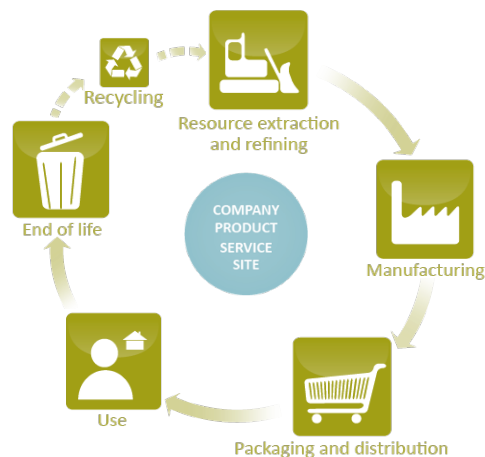 Recycling
Resource extraction
and refining
End of life
COMPANY
PRODUCT
SERVICE
SITE
Manufacturing
Use
Packaging and distribution